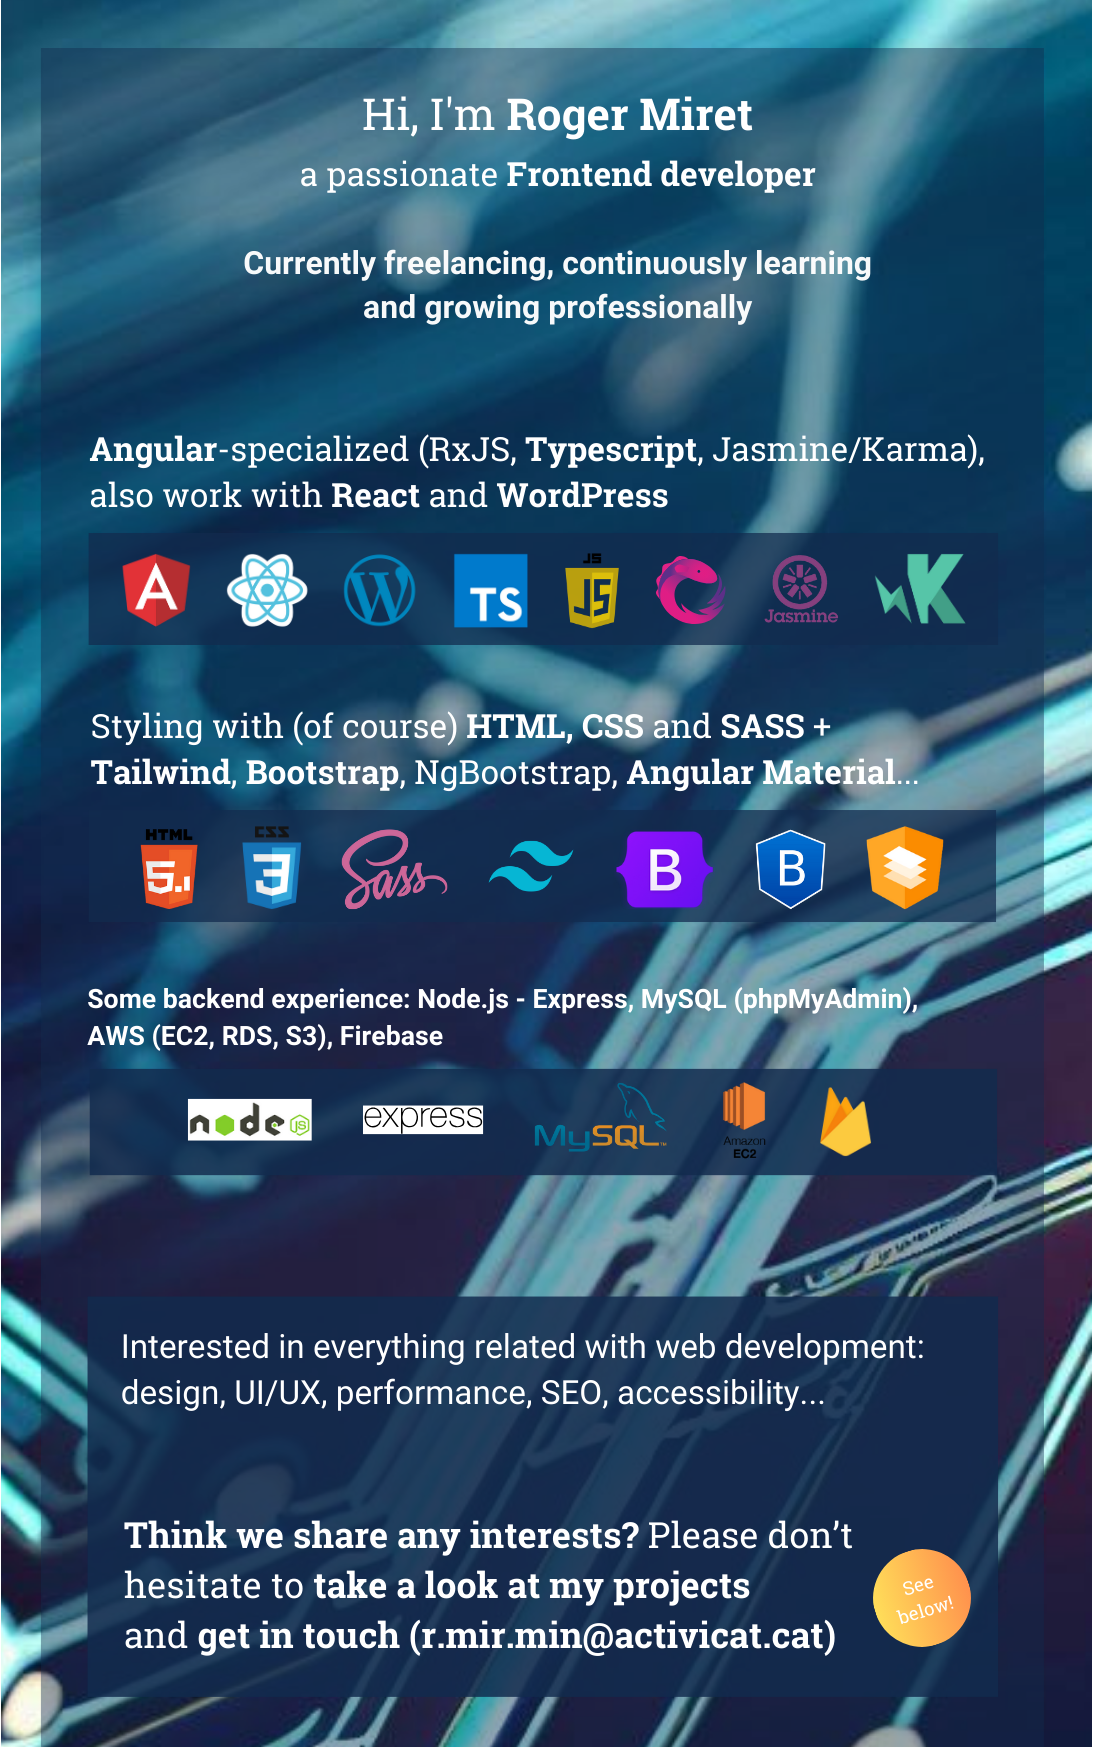 Hi, I'm Roger Miret
a passionate Frontend developer
Currently freelancing, continuously learning
and growing professionally
Angular-specialized (RxJS, Typescript, Jasmine/Karma),
also work with React and WordPress
A
W
TS
JS
JS
Jasmine
K
Styling with (of course) HTML, CSS and SASS +
Tailwind, Bootstrap, NgBootstrap, Angular Material...
HTML
5.1
CSS
3
Sass
B
B
Some backend experience: Node.js - Express, MySQL (phpMyAdmin),
AWS (EC2, RDS, S3), Firebase
node JS
express
MySQL™
Amazon
EC2
Interested in everything related with web development:
design, UI/UX, performance, SEO, accessibility...
Think we share any interests? Please don’t
hesitate to take a look at my projects
and get in touch (r.mir.min@activicat.cat)
See
below!